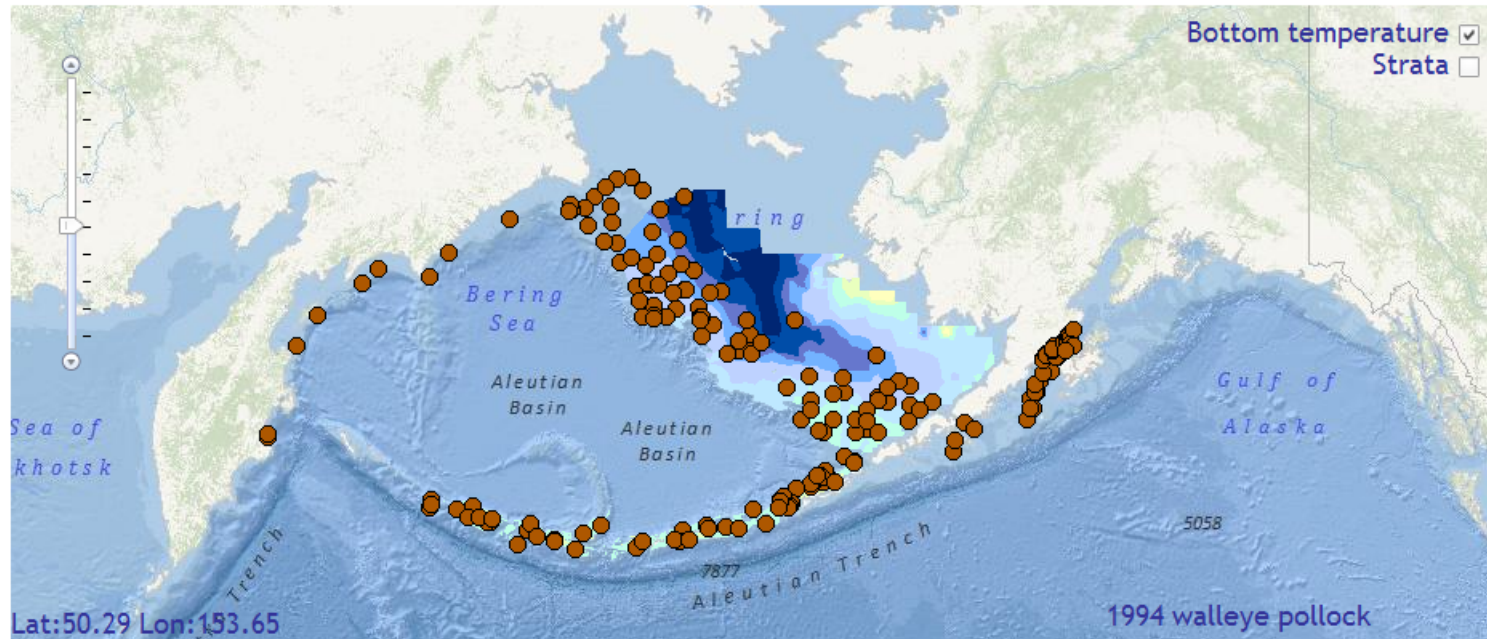 Bottom temperature
Strata
ring
Bering
Sea
Aleutian
Basin
Aleutian
Basin
Gulf of
Alaska
Sea of
khotsk
5058
7877
Aleutian Trench
Trench
Lat:50.29 Lon:153.65
1994 walleye pollock